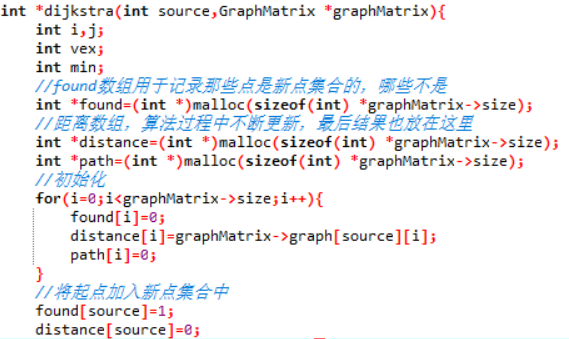 int *dijkstra(int source,GraphMatrix *graphMatrix){
int i,j;
int vex;
int min;
//found数组用于记录那些点是新点集合的，哪些不是
int *found=(int *)malloc(sizeof(int) *graphMatrix->size);
//距离数组，算法过程中不断更新，最后结果也放在这里
int *distance=(int *)malloc(sizeof(int) *graphMatrix->size);
int *path=(int *)malloc(sizeof(int) *graphMatrix->size);
//初始化
for(i=0;i<graphMatrix->size;i++){
found[i]=0;
distance[i]=graphMatrix->graph[source][i];
path[i]=0;
}
//将起点加入新点集合中
found[source]=1;
distance[source]=0;